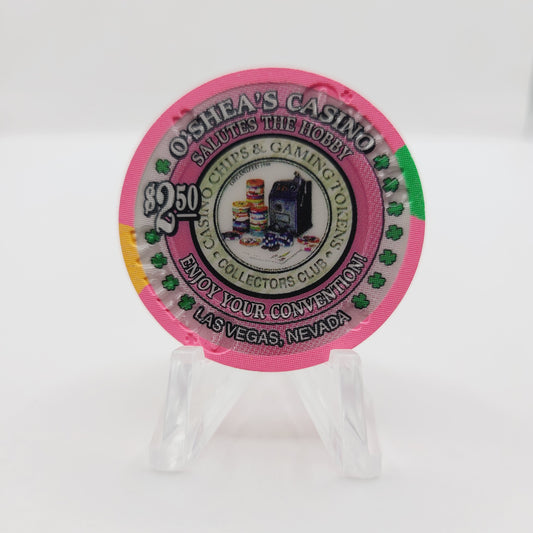 O'SHEA'S CASINO
SALUTES THE HOBBY
$2.50
CASINO CHIPS & GAMING TOKENS
COLLECTORS CLUB
ENJOY YOUR CONVENTION!
LAS VEGAS, NEVADA